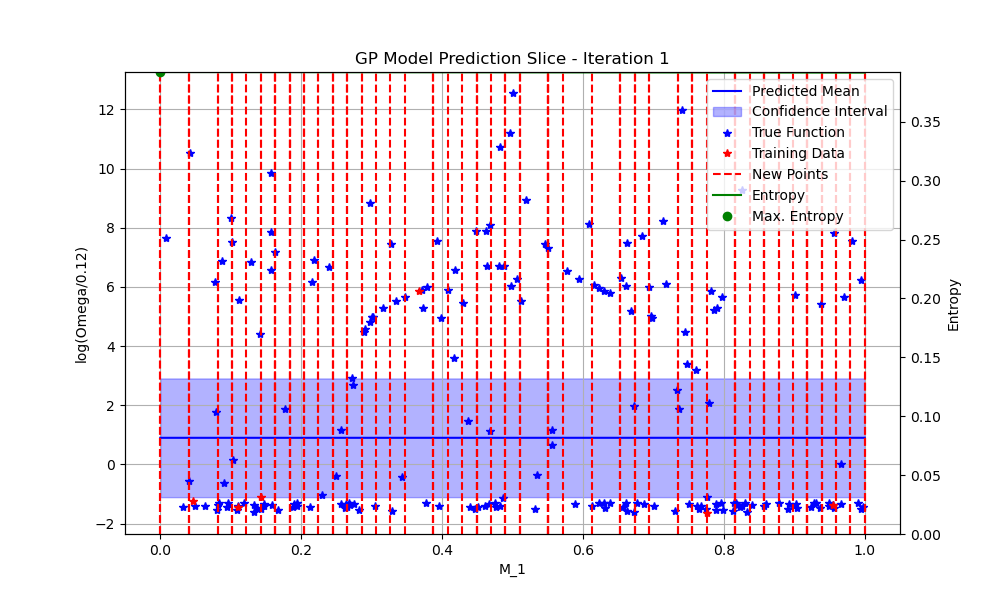 GP Model Prediction Slice - Iteration 1
log(Omega/0.12)
12
10
8
6
4
2
0
−2
0.0
0.2
0.4
0.6
0.8
1.0
M_1
0.35
0.30
0.25
0.20
0.15
0.10
0.05
0.00
Entropy
Predicted Mean
Confidence Interval
True Function
Training Data
New Points
Entropy
Max. Entropy